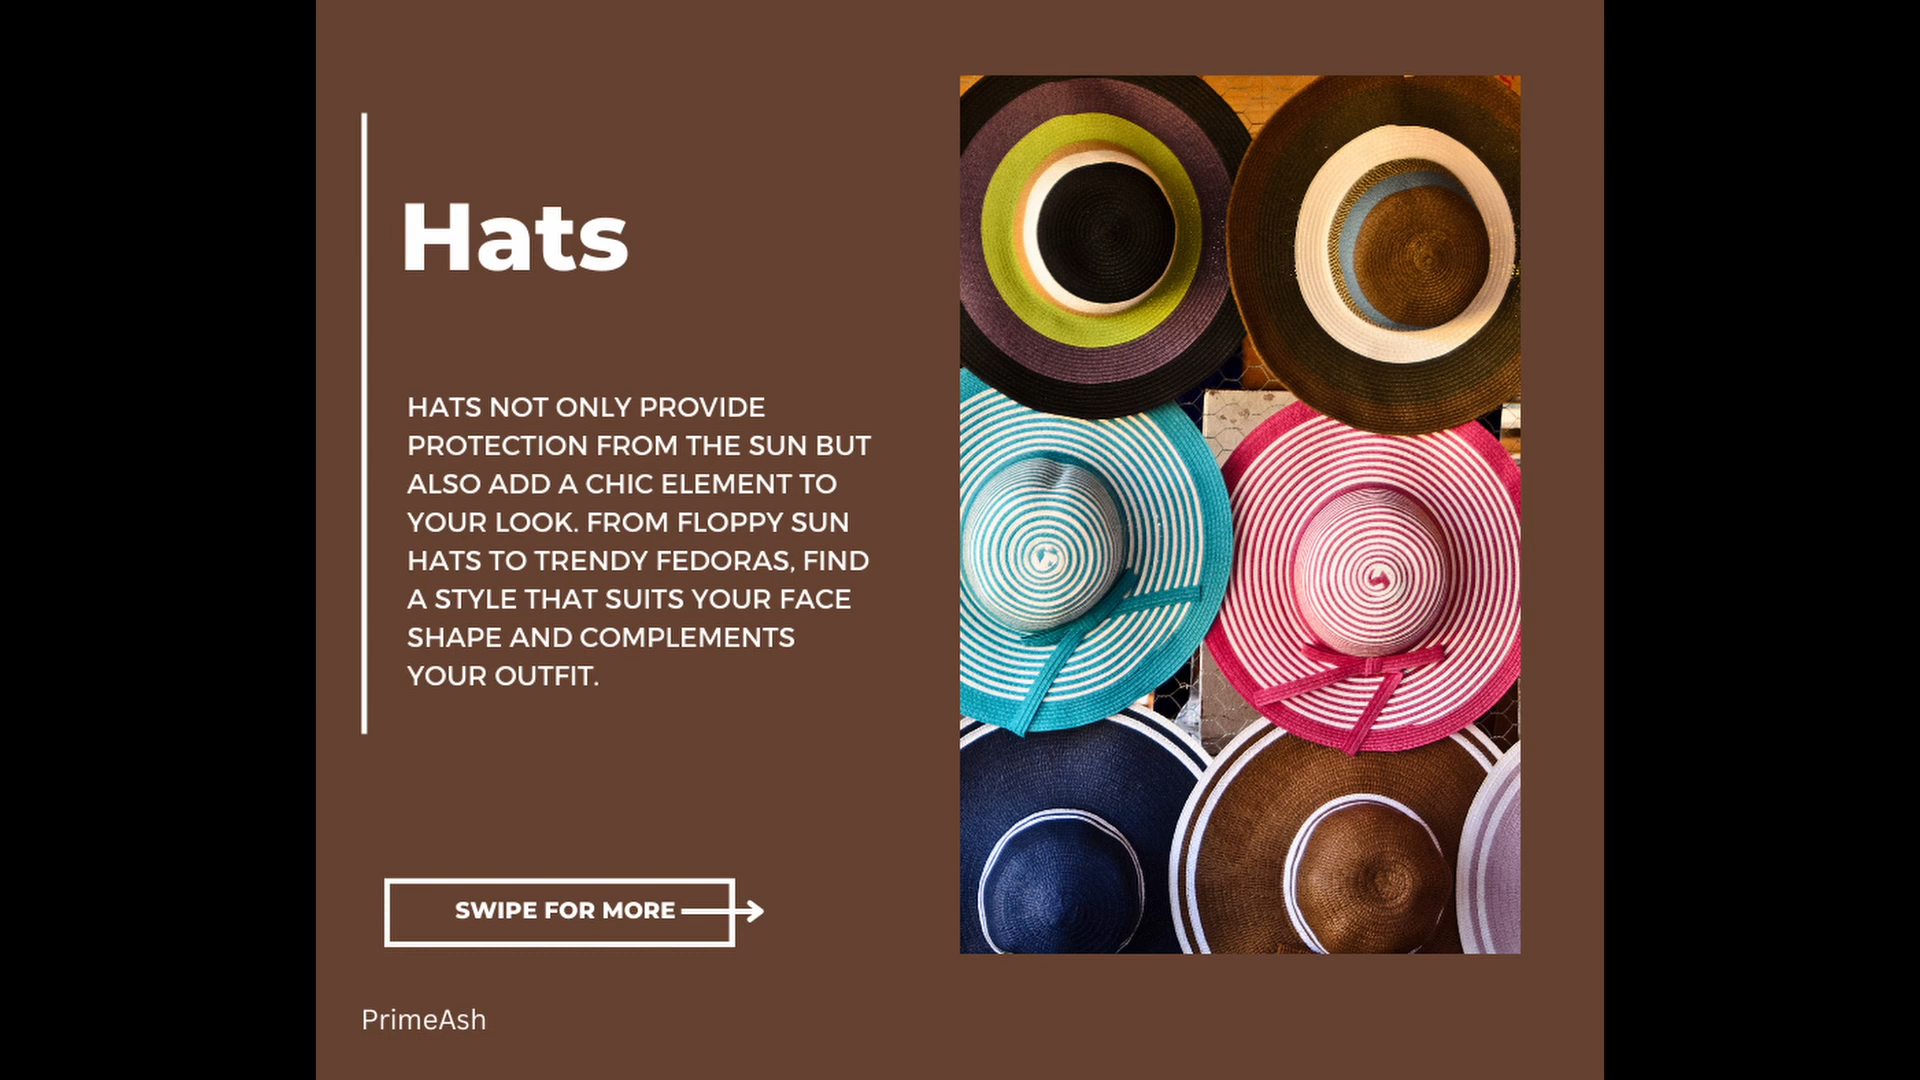 Hats
HATS NOT ONLY PROVIDE
PROTECTION FROM THE SUN BUT
ALSO ADD A CHIC ELEMENT TO
YOUR LOOK. FROM FLOPPY SUN
HATS TO TRENDY FEDORAS, FIND
A STYLE THAT SUITS YOUR FACE
SHAPE AND COMPLEMENTS
YOUR OUTFIT.
SWIPE FOR MORE
PrimeAsh